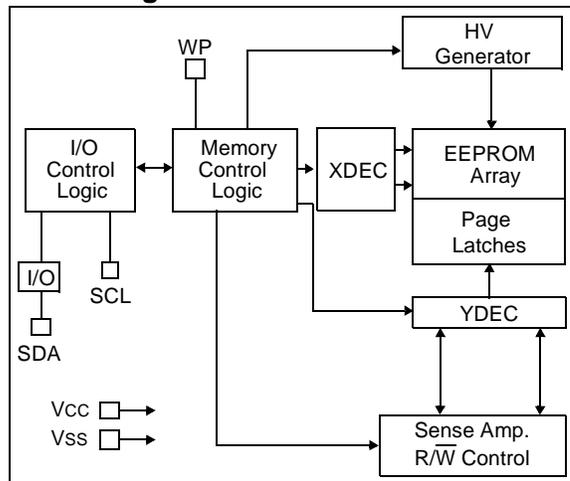 HV
Generator
WP
I/O
Control
Logic
Memory
Control
Logic
XDEC
EEPROM
Array
Page
Latches
I/O
SCL
SDA
YDEC
VCC
VSS
Sense Amp.
R/W̅ Control